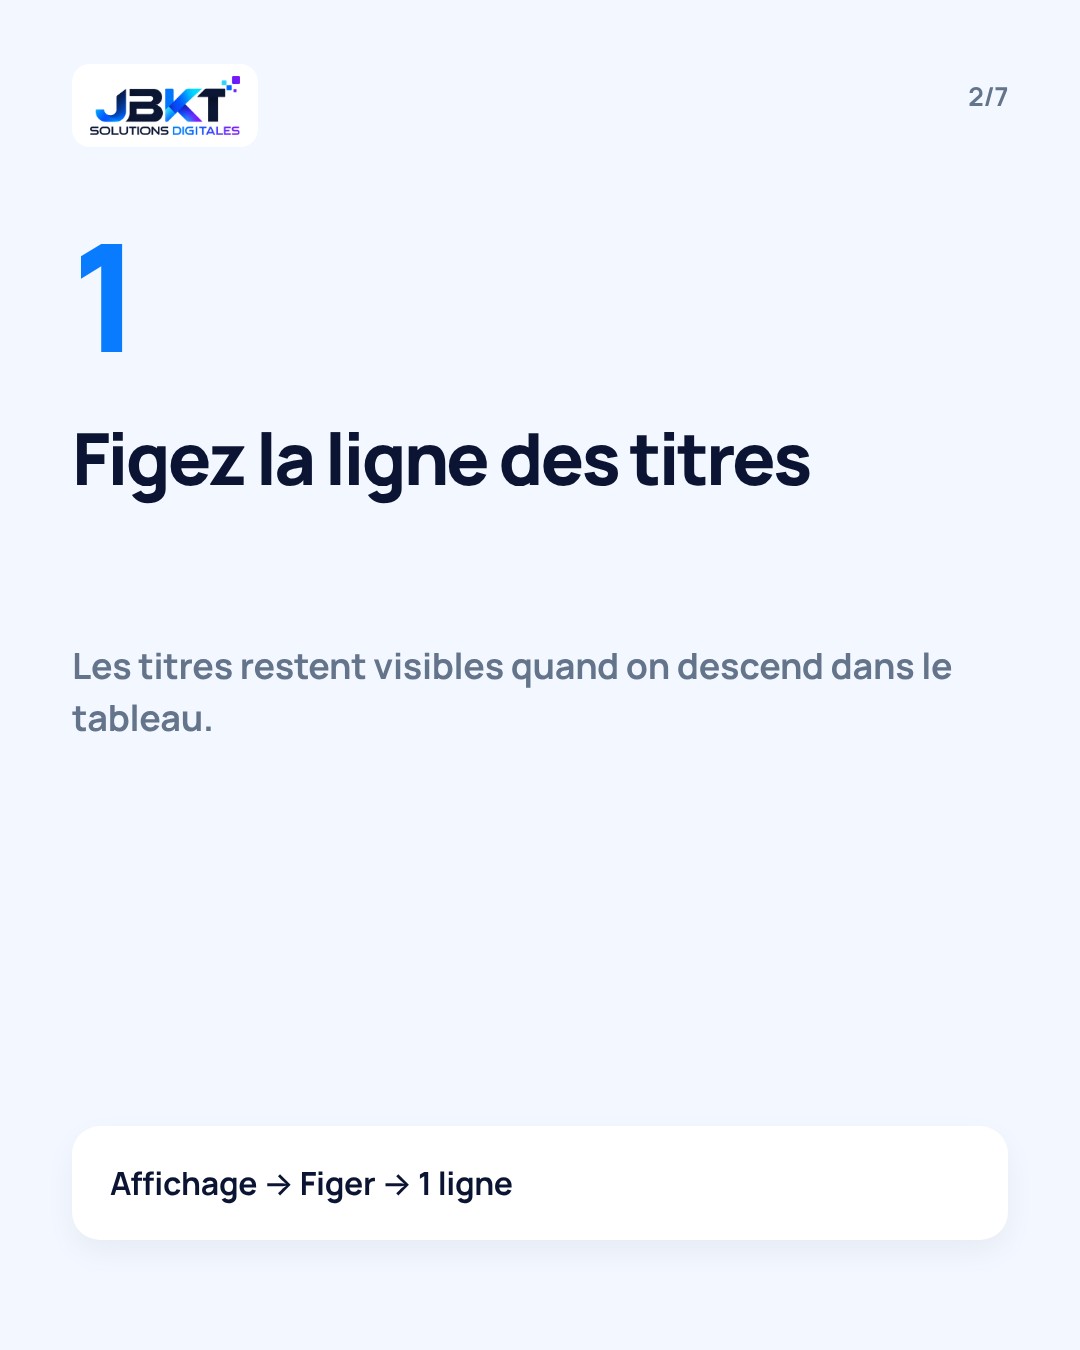 JBKT
SOLUTIONS DIGITALES
2/7
1
Figez la ligne des titres
Les titres restent visibles quand on descend dans le
tableau.
Affichage → Figer → 1 ligne